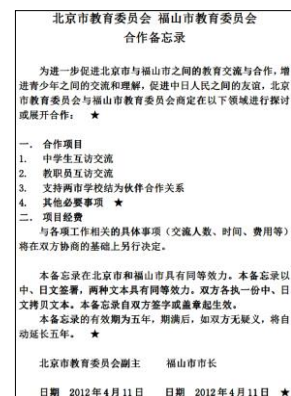 北京市教育委员会 福山市教育委员会
合作备忘录
为进一步促进北京市与福山市之间的教育交流与合作，增
进青少年之间的交流和理解，促进中日人民之间的友谊，北京
市教育委员会与福山市教育委员会商定在以下领域进行探讨
或展开合作： ★
一. 合作项目
1. 中学生互访交流
2. 教职员互访交流
3. 支持两市学校结为伙伴合作关系
4. 其他必要事项 ★
二. 项目经费
与各项工作相关的具体事项（交流人数、时间、费用等）
将在双方协商的基础上另行决定。
本备忘录在北京市和福山市具有同等效力。本备忘录以
中、日文签署，两种文本具有同等效力。双方各执一份中、日
文拷贝文本。本备忘录自双方签字或盖章起生效。
本备忘录的有效期为五年，期满后，如双方无疑义，将自
动延长五年。 ★
北京市教育委员会副主 福山市市长
日期 2012年4月11日 日期 2012年4月11日 ★